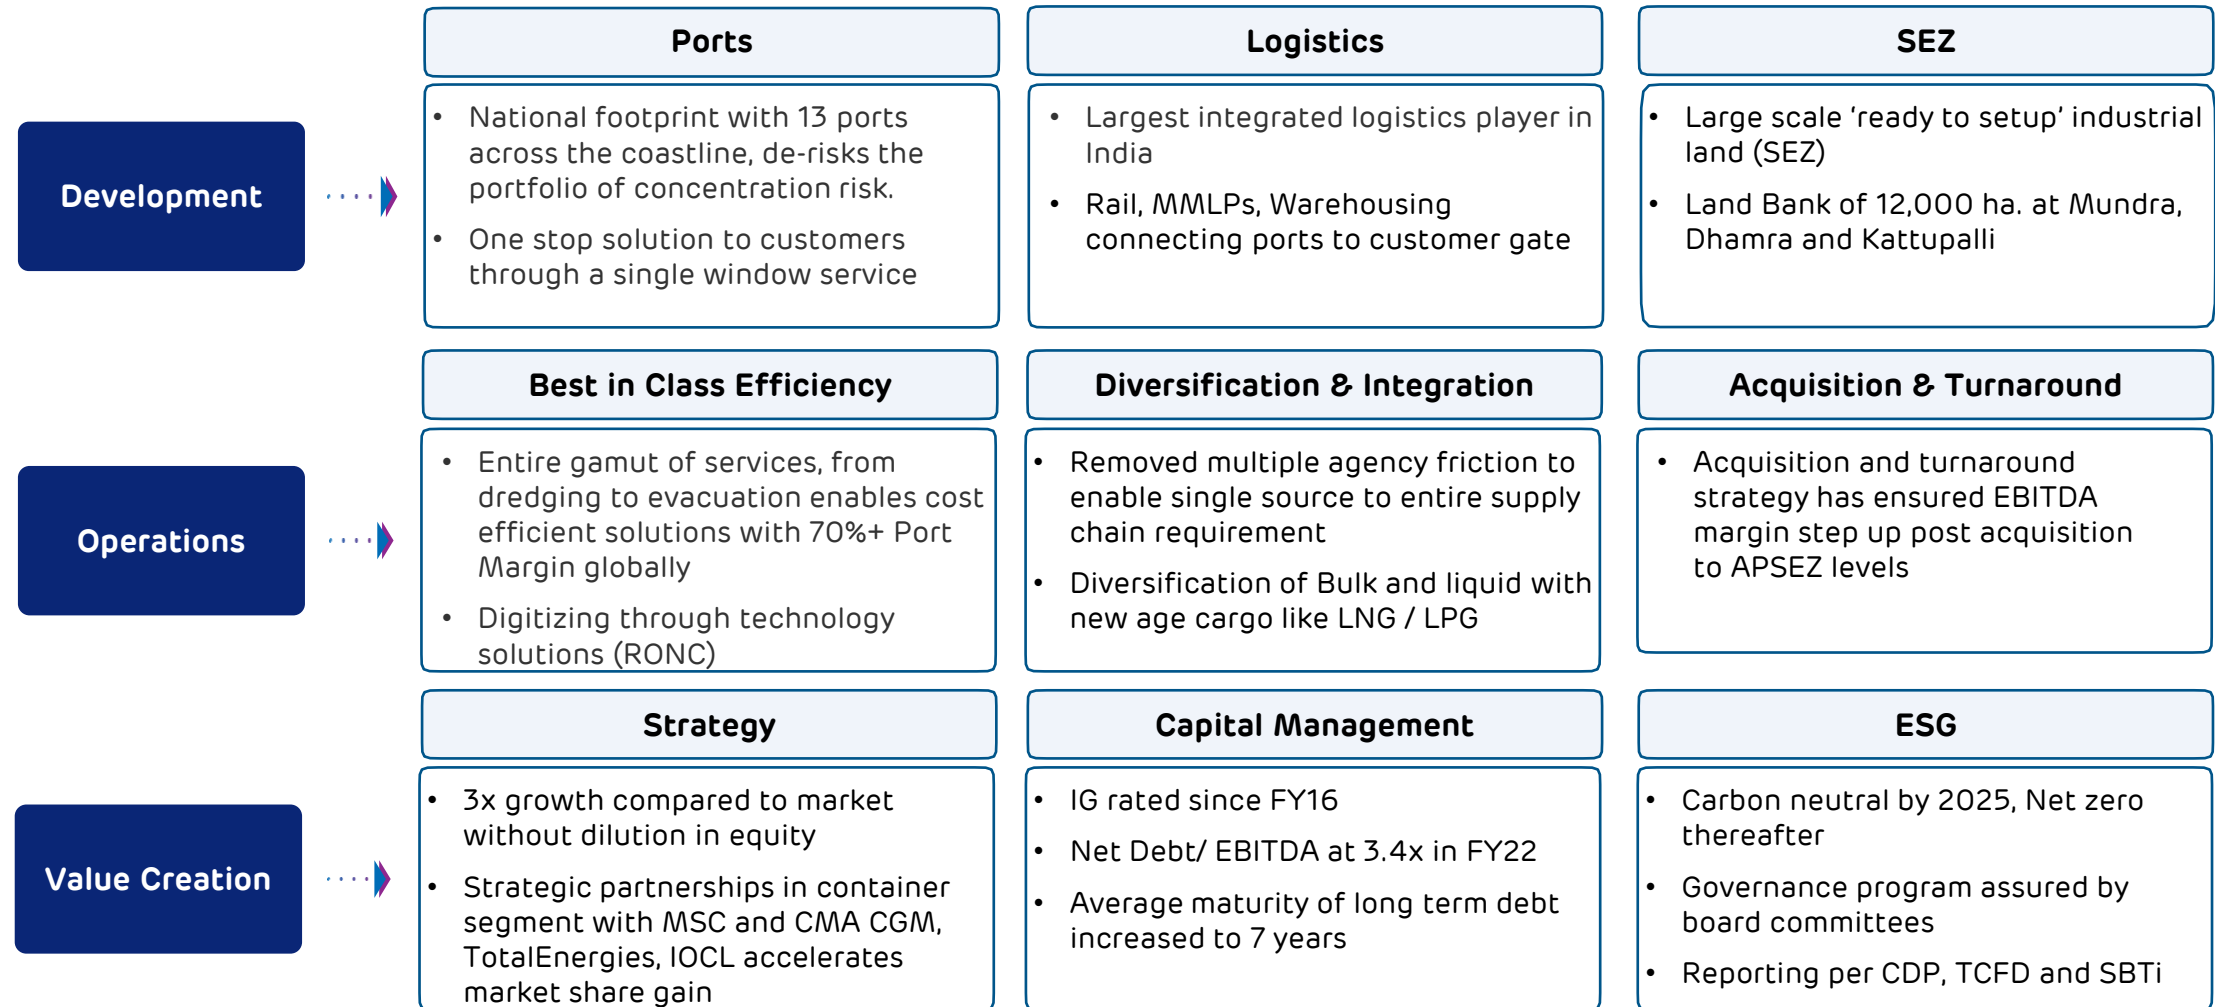 Development
Ports
• National footprint with 13 ports
across the coastline, de-risks the
portfolio of concentration risk.
• One stop solution to customers
through a single window service
Logistics
• Largest integrated logistics player in
India
• Rail, MMLPs, Warehousing
connecting ports to customer gate
SEZ
• Large scale ‘ready to setup’ industrial
land (SEZ)
• Land Bank of 12,000 ha. at Mundra,
Dhamra and Kattupalli
Operations
Best in Class Efficiency
• Entire gamut of services, from
dredging to evacuation enables cost
efficient solutions with 70%+ Port
Margin globally
• Digitizing through technology
solutions (RONC)
Diversification & Integration
• Removed multiple agency friction to
enable single source to entire supply
chain requirement
• Diversification of Bulk and liquid with
new age cargo like LNG / LPG
Acquisition & Turnaround
• Acquisition and turnaround
strategy has ensured EBITDA
margin step up post acquisition
to APSEZ levels
Value Creation
Strategy
• 3x growth compared to market
without dilution in equity
• Strategic partnerships in container
segment with MSC and CMA CGM,
TotalEnergies, IOCL accelerates
market share gain
Capital Management
• IG rated since FY16
• Net Debt/ EBITDA at 3.4x in FY22
• Average maturity of long term debt
increased to 7 years
ESG
• Carbon neutral by 2025, Net zero
thereafter
• Governance program assured by
board committees
• Reporting per CDP, TCFD and SBTi